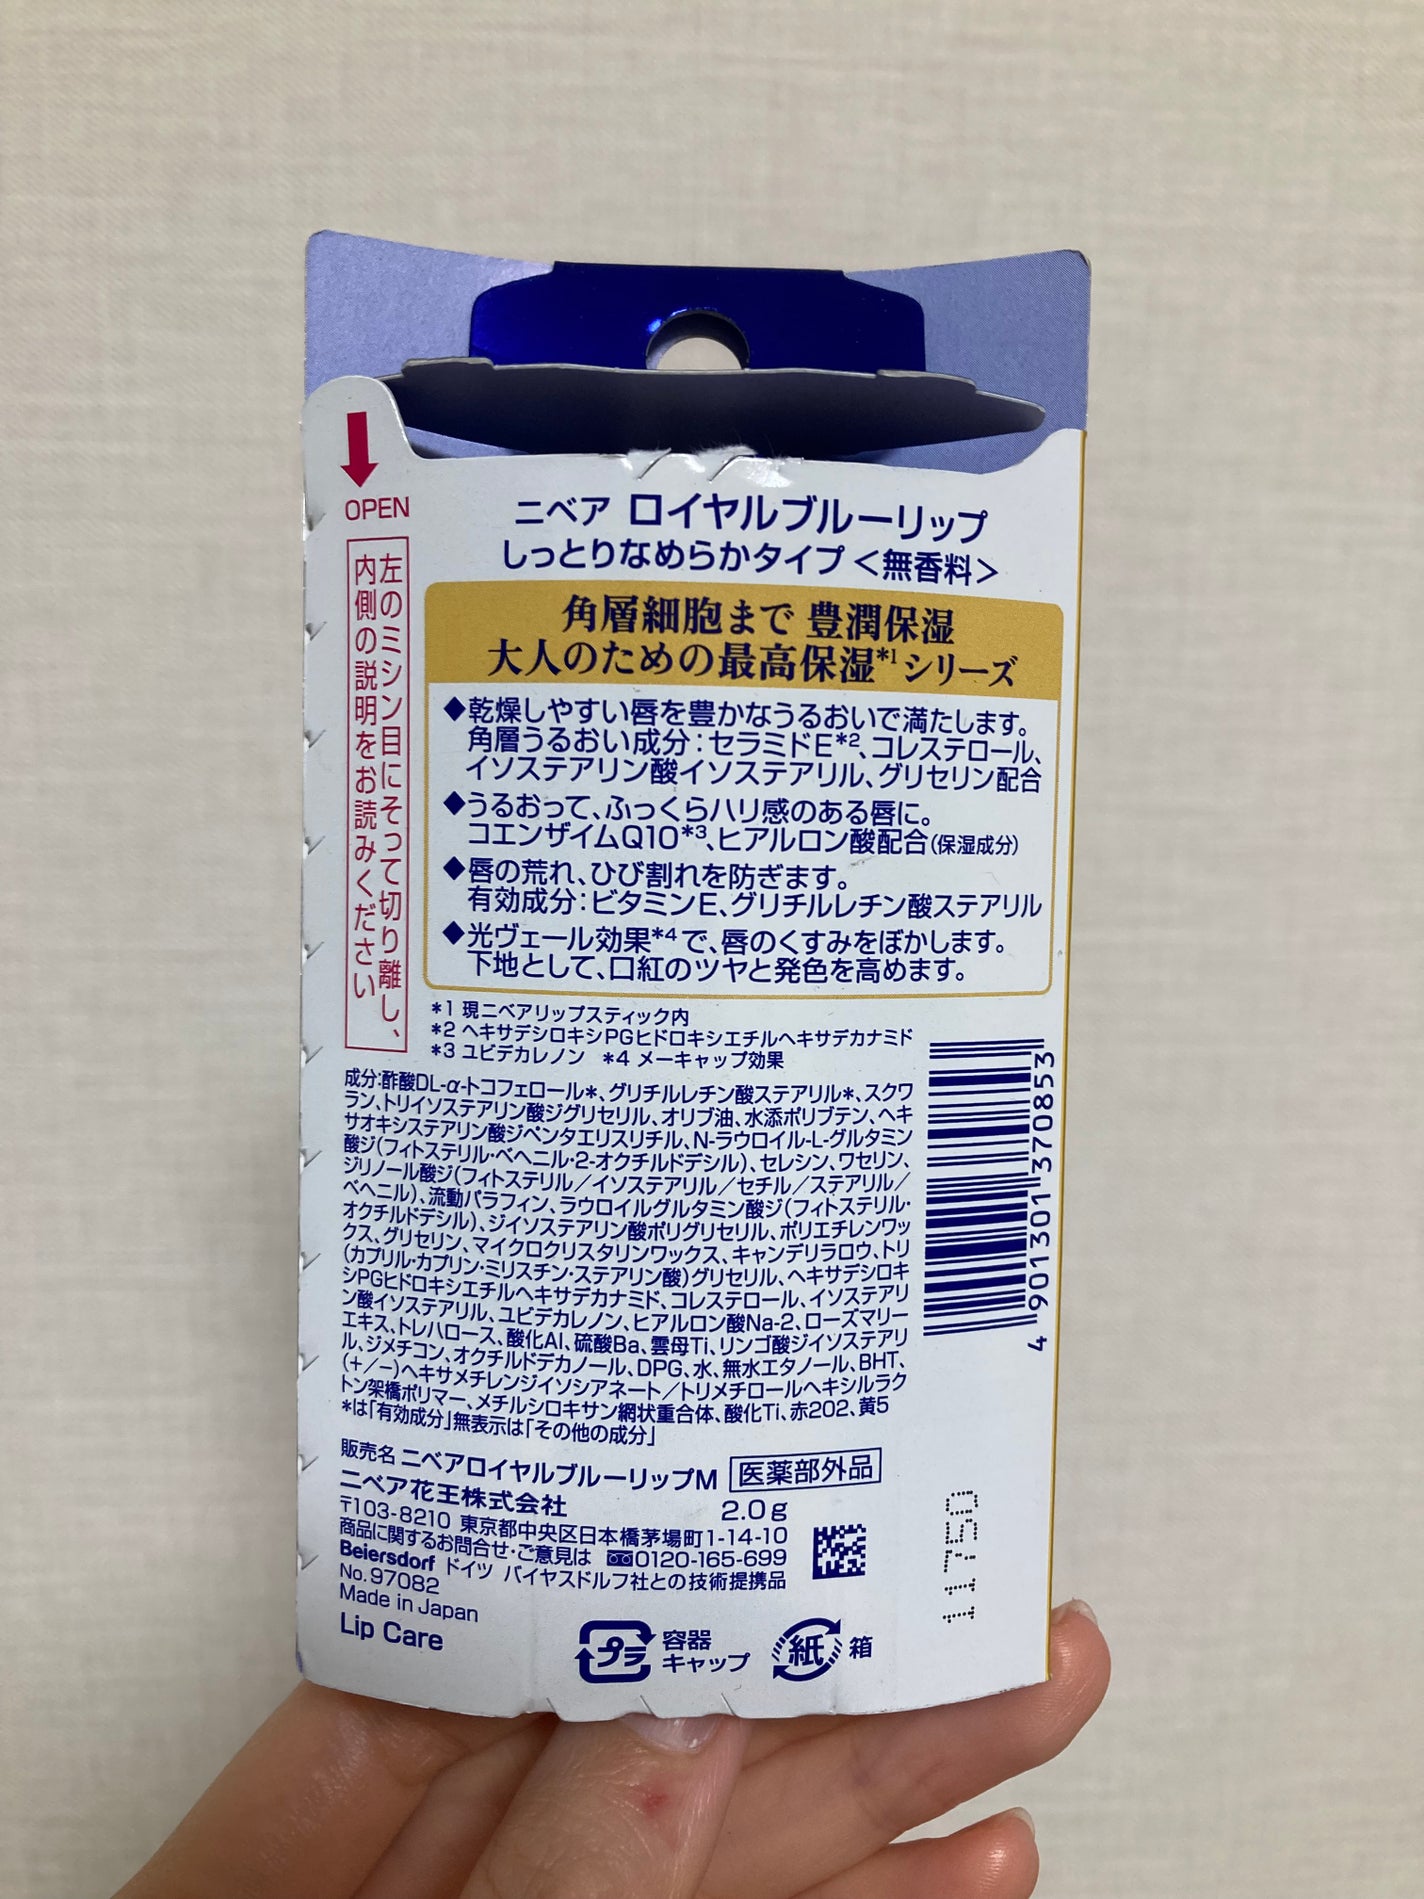 OPEN
左のミシン目にそって切り離し、
内側の説明をお読みください
ニベア ロイヤルブルーリップ
しっとりなめらかタイプ<無香料>
角層細胞まで 豊潤保湿
大人のための最高保湿*1シリーズ
◆乾燥しやすい唇を豊かなうるおいで満たします。
角層うるおい成分:セラミドE*2、コレステロール、
イソステアリン酸イソステアリル、グリセリン配合
◆うるおって、ふっくらハリ感のある唇に。
コエンザイムQ10*3、ヒアルロン酸配合(保湿成分)
◆唇の荒れ、ひび割れを防ぎます。
有効成分:ビタミンE、グリチルレチン酸ステアリル
◆光ヴェール効果*4で、唇のくすみをぼかします。
下地として、口紅のツヤと発色を高めます。
*1 現ニベアリップスティック内
*2 ヘキサデシロキシPGヒドロキシエチルヘキサデカナミド
*3 ユビデカレノン *4 メーキャップ効果
成分:酢酸DL-α-トコフェロール*、グリチルレチン酸ステアリル*、スクワ
ラン、トリイソステアリン酸ジグリセリル、オリブ油、水添ポリブテン、ヘキ
サオキシステアリン酸ジペンタエリスリチル、N-ラウロイル-L-グルタミン
酸ジ(フィトステリル・ベヘニル・2-オクチルドデシル)、セレシン、ワセリン、
ジリノール酸ジ(フィトステリル/イソステアリル/セチル/ステアリル/
ベヘニル)、流動パラフィン、ラウロイルグルタミン酸ジ(フィトステリル・
オクチルドデシル)、ジイソステアリン酸ポリグリセリル、ポリエチレンワッ
クス、グリセリン、マイクロクリスタリンワックス、キャンデリラロウ、トリ
(カプリル・カプリン・ミリスチン・ステアリン酸)グリセリル、ヘキサデシロキ
シPGヒドロキシエチルヘキサデカナミド、コレステロール、イソステアリ
ン酸イソステアリル、ユビデカレノン、ヒアルロン酸Na-2、ローズマリー
エキス、トレハロース、酸化Al、硫酸Ba、雲母Ti、リンゴ酸ジイソステアリ
ル、ジメチコン、オクチルドデカノール、DPG、水、無水エタノール、BHT、
(+/−)ヘキサメチレンジイソシアネート/トリメチロールヘキシルラク
トン架橋ポリマー、メチルシロキサン網状重合体、酸化Ti、赤202、黄5
*は「有効成分」無表示は「その他の成分」
販売名 ニベアロイヤルブルーリップM 医薬部外品
ニベア花王株式会社 2.0g
〒103-8210 東京都中央区日本橋茅場町1-14-10
商品に関するお問合せ・ご意見は 0120-165-699
Beiersdorf ドイツ バイヤスドルフ社との技術提携品
No.97082
Made in Japan
Lip Care
プラ 容器
キャップ
紙 箱
4 901301 370853
11750